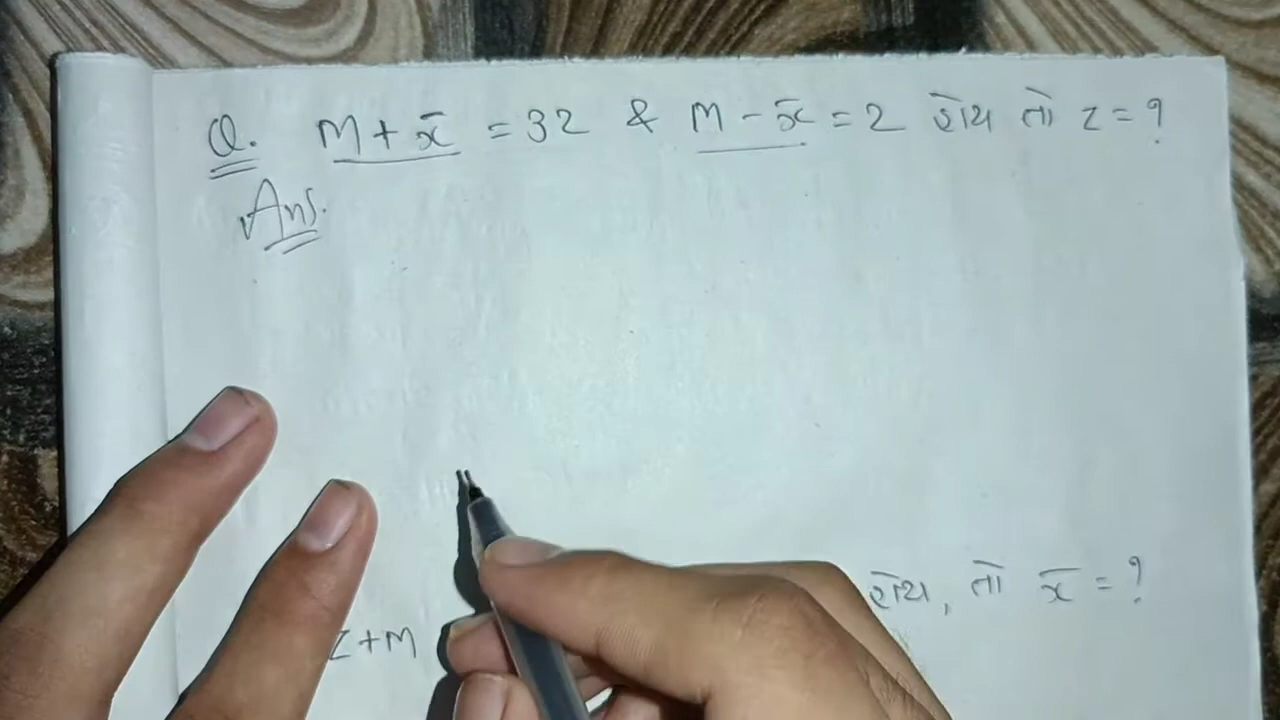 Q. M + x̄ = 32 & M - x̄ = 2 હોય તો z = ?
Ans.
હોય, તો x̄ = ?
z + M